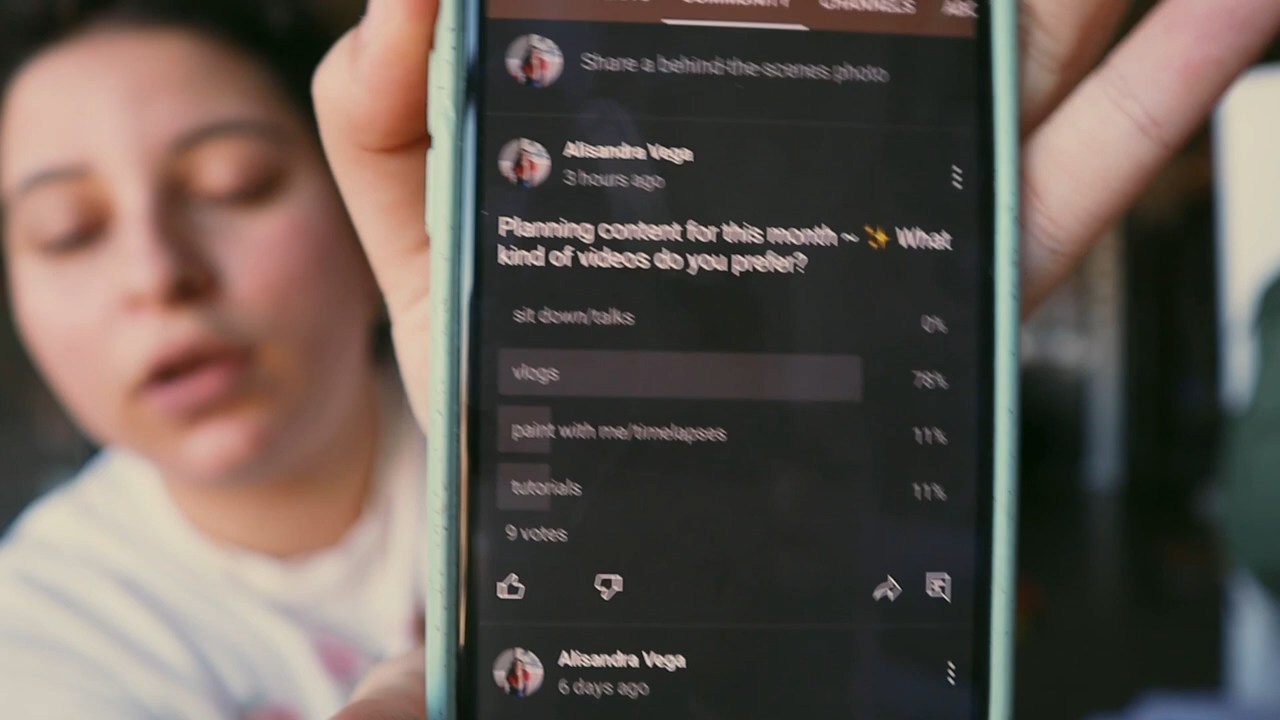 COMMUNITY CHANNELS
Share a behind-the-scenes photo
Alisandra Vega
3 hours ago
Planning content for this month ~ ✨ What
kind of videos do you prefer?
sit down/talks 0%
vlogs 78%
paint with me/timelapses 11%
tutorials 11%
9 votes
Alisandra Vega
6 days ago